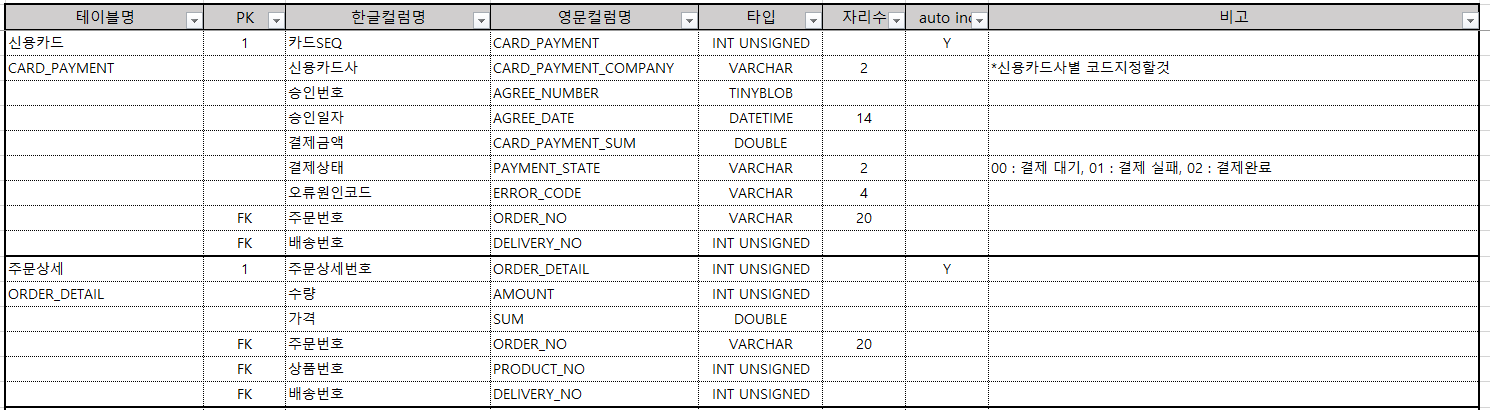 테이블명 PK 한글컬럼명 영문컬럼명 타입 자리수 auto inc 비고
신용카드 1 카드SEQ CARD_PAYMENT INT UNSIGNED Y
CARD_PAYMENT 신용카드사 CARD_PAYMENT_COMPANY VARCHAR 2 *신용카드사별 코드지정할것
승인번호 AGREE_NUMBER TINYBLOB
승인일자 AGREE_DATE DATETIME 14
결제금액 CARD_PAYMENT_SUM DOUBLE
결제상태 PAYMENT_STATE VARCHAR 2 00 : 결제 대기, 01 : 결제 실패, 02 : 결제완료
오류원인코드 ERROR_CODE VARCHAR 4
FK 주문번호 ORDER_NO VARCHAR 20
FK 배송번호 DELIVERY_NO INT UNSIGNED
주문상세 1 주문상세번호 ORDER_DETAIL INT UNSIGNED Y
ORDER_DETAIL 수량 AMOUNT INT UNSIGNED
가격 SUM DOUBLE
FK 주문번호 ORDER_NO VARCHAR 20
FK 상품번호 PRODUCT_NO INT UNSIGNED
FK 배송번호 DELIVERY_NO INT UNSIGNED